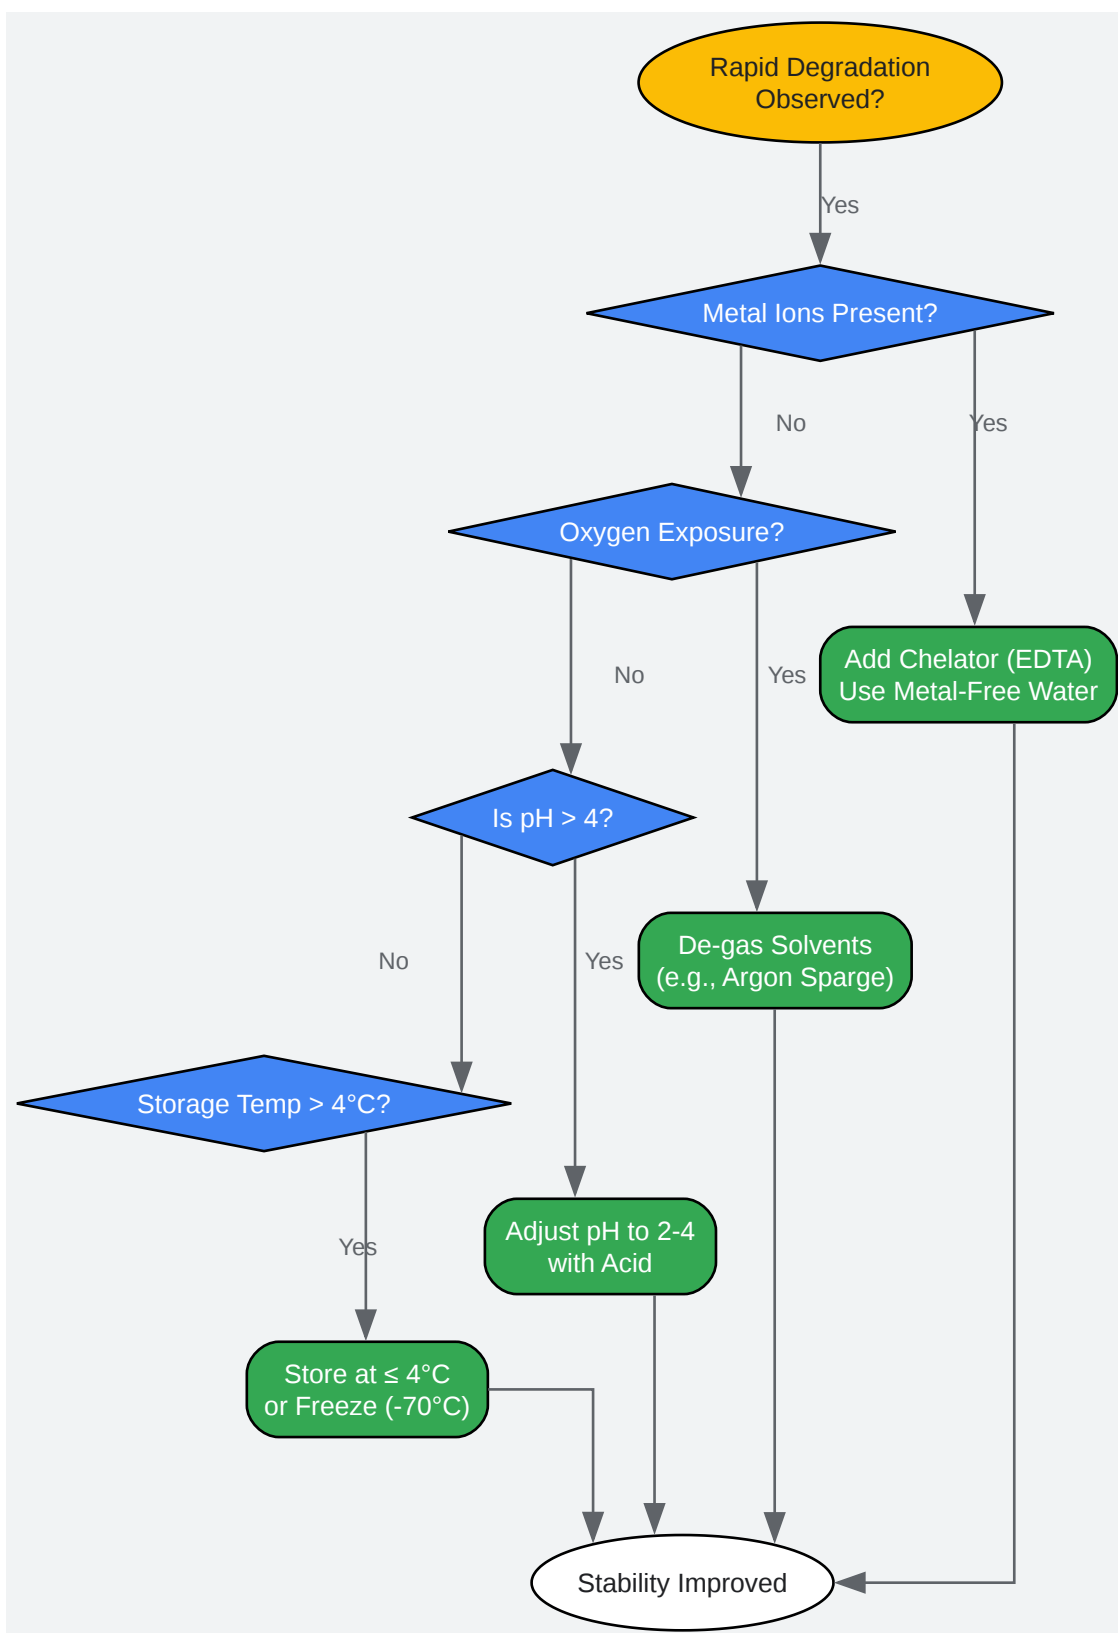 Rapid Degradation
Observed?
Yes
Metal Ions Present?
No
Yes
Oxygen Exposure?
No
Yes
Add Chelator (EDTA)
Use Metal-Free Water
Is pH > 4?
No
Yes
De-gas Solvents
(e.g., Argon Sparge)
Storage Temp > 4°C?
Yes
Adjust pH to 2-4
with Acid
Store at ≤ 4°C
or Freeze (-70°C)
Stability Improved